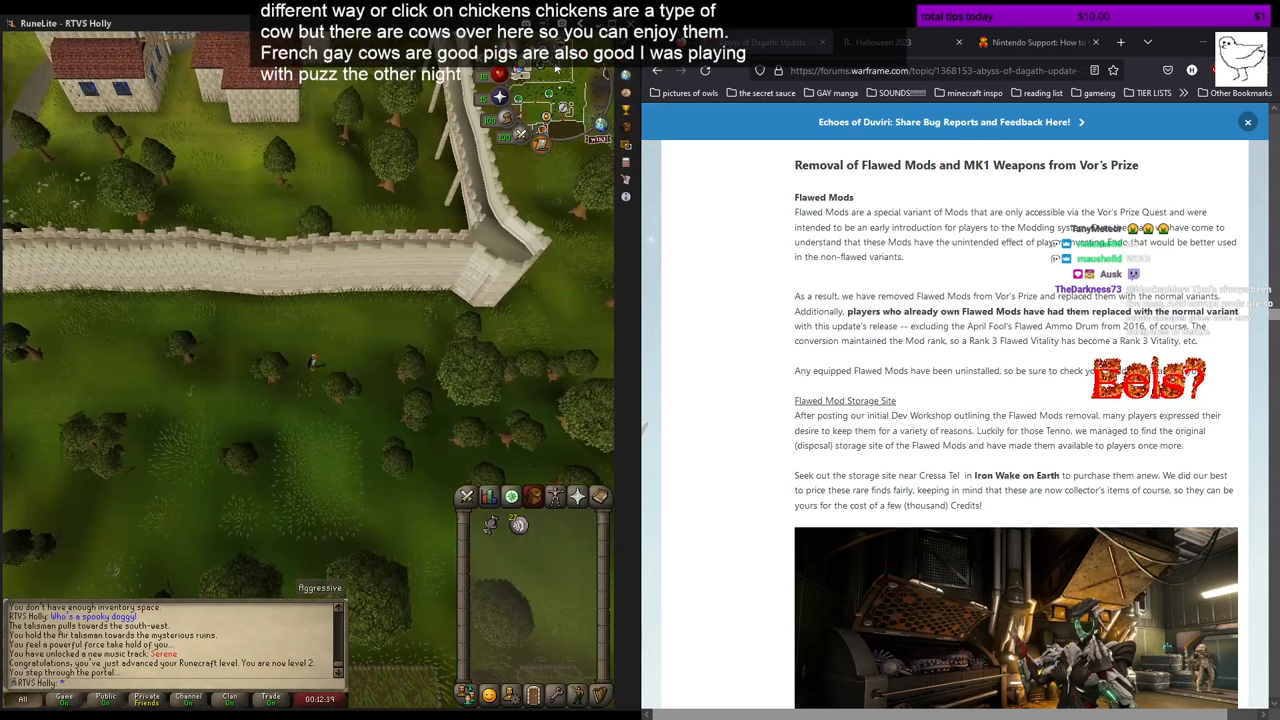 RuneLite - RTVS Holly
different way or click on chickens chickens are a type of
cow but there are cows over here so you can enjoy them.
French gay cows are good pigs are also good I was playing
with puzz the other night
total tips today $10.00 $1
of Dagath: Update
Halloween 2023
Nintendo Support: How to
https://forums.warframe.com/topic/1368153-abyss-of-dagath-update-
pictures of owls
the secret sauce
GAY manga
SOUNDS!!!!!!!!
minecraft inspo
reading list
gameing
TIER LISTS
Other Bookmarks
Echoes of Duviri: Share Bug Reports and Feedback Here!
18
15
100
100
WIKI
Removal of Flawed Mods and MK1 Weapons from Vor's Prize
Flawed Mods
Flawed Mods are a special variant of Mods that are only accessible via the Vor's Prize Quest and were
intended to be an early introduction for players to the Modding have come to
understand that these Mods have the unintended effect of Endo that would be better used
in the non-flawed variants.
TanyMeteor
mausholld WOO!
Ausk
TheDarkness73
As a result, we have removed Flawed Mods from Vor's Prize and replaced them with the normal variants.
Additionally, players who already own Flawed Mods have had them replaced with the normal variant
with this update's release -- excluding the April Fool's Flawed Ammo Drum from 2016, of course. The
conversion maintained the Mod rank, so a Rank 3 Flawed Vitality has become a Rank 3 Vitality, etc.
Any equipped Flawed Mods have been uninstalled, so be sure to check
Eels?
Flawed Mod Storage Site
After posting our initial Dev Workshop outlining the Flawed Mods removal, many players expressed their
desire to keep them for a variety of reasons. Luckily for those Tenno, we managed to find the original
(disposal) storage site of the Flawed Mods and have made them available to players once more.
Seek out the storage site near Cressa Tel in Iron Wake on Earth to purchase them anew. We did our best
to price these rare finds fairly, keeping in mind that these are now collector's items of course, so they can be
yours for the cost of a few (thousand) Credits!
27
Aggressive
You don't have enough inventory space.
RTVS Holly: Who's a spooky doggy!
The talisman pulls towards the south-west.
You hold the Air talisman towards the mysterious ruins.
You feel a powerful force take hold of you...
You have unlocked a new music track: Serene
Congratulations, you've just advanced your Runecraft level. You are now level 2.
You step through the portal...
RTVS Holly: *
All
Game On
Public On
Private Friends
Channel On
Clan On
Trade On
00:12:39